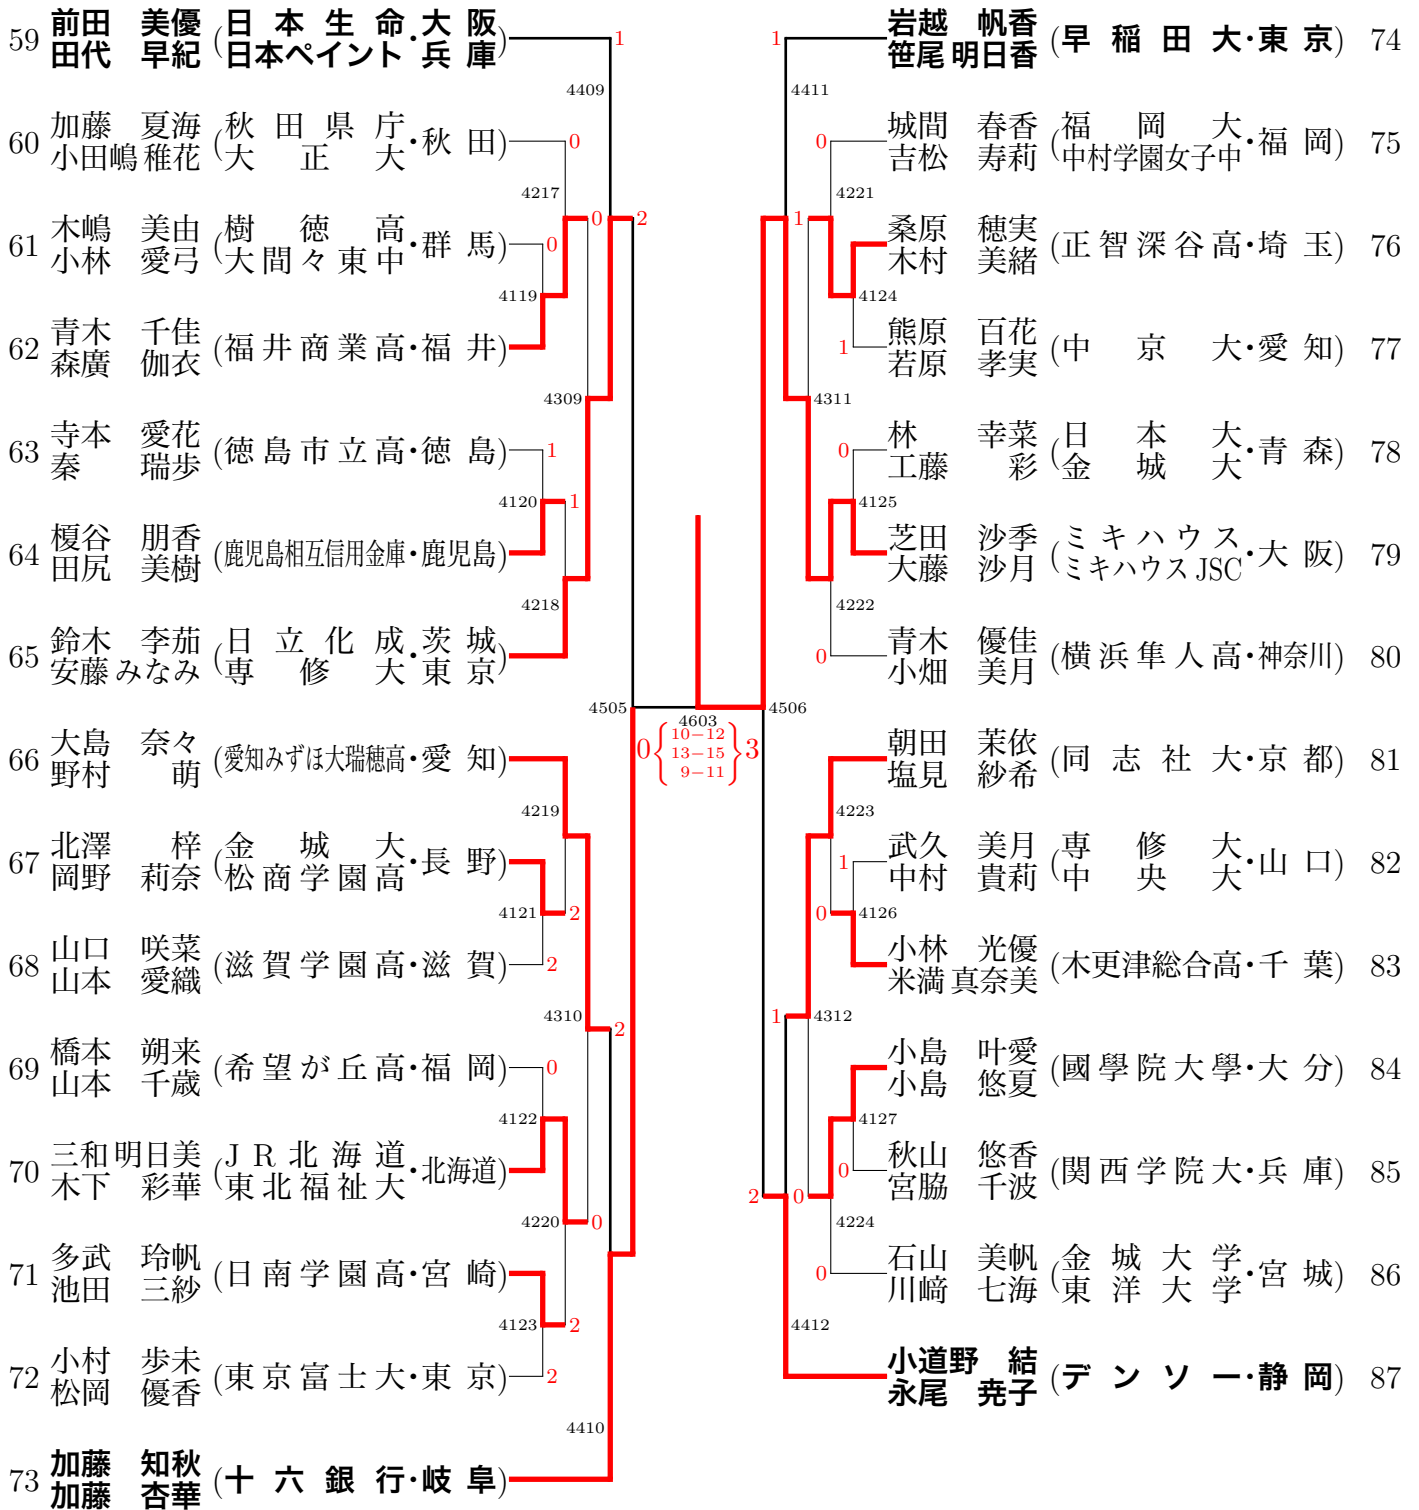 59 前田 美優 (日本生命・大阪)
田代 早紀 (日本ペイント・兵庫)
60 加藤 夏海 (秋田県庁・秋田)
小田嶋稚花 (大正大・秋田)
61 木嶋 美由 (樹徳高・群馬)
小林 愛弓 (大間々東中・群馬)
62 青木 千佳 (福井商業高・福井)
森廣 伽衣
63 寺本 愛花 (徳島市立高・徳島)
秦 瑞歩
64 榎谷 朋香 (鹿児島相互信用金庫・鹿児島)
田尻 美樹
65 鈴木 李茄 (日立化成・茨城)
安藤みなみ (専修大・東京)
66 大島 奈々 (愛知みずほ大瑞穂高・愛知)
野村 萌
67 北澤 梓 (金城大・長野)
岡野 莉奈 (松商学園高・長野)
68 山口 咲菜 (滋賀学園高・滋賀)
山本 愛織
69 橋本 朔来 (希望が丘高・福岡)
山本 千歳
70 三和明日美 (JR北海道・北海道)
木下 彩華 (東北福祉大・北海道)
71 多武 玲帆 (日南学園高・宮崎)
池田 三紗
72 小村 歩未 (東京富士大・東京)
松岡 優香
73 加藤 知秋 (十六銀行・岐阜)
加藤 杏華
1
4409
0
4217
0
2
0
4119
4309
1
4120
1
4218
4505
4219
4121
2
2
4310
2
0
4122
4220
0
4123
2
2
4410
4603
0 { 10−12 } 3
13−15
9−11
1
4411
0
4221
1
4124
1
4311
0
4125
4222
0
4506
4223
1
0
4126
1
4312
4127
0
2
0
4224
0
4412
岩越 帆香 (早稲田大・東京) 74
笹尾明日香
城間 春香 (福岡大・福岡) 75
吉松 寿莉 (中村学園女子中・福岡)
桑原 穂実 (正智深谷高・埼玉) 76
木村 美緒
熊原 百花 (中京大・愛知) 77
若原 孝実
林 幸菜 (日本大・青森) 78
工藤 彩 (金城大・青森)
芝田 沙季 (ミキハウス・大阪) 79
大藤 沙月 (ミキハウスJSC・大阪)
青木 優佳 (横浜隼人高・神奈川) 80
小畑 美月
朝田 茉依 (同志社大・京都) 81
塩見 紗希
武久 美月 (専修大・山口) 82
中村 貴莉 (中央大・山口)
小林 光優 (木更津総合高・千葉) 83
米満真奈美
小島 叶愛 (國學院大學・大分) 84
小島 悠夏
秋山 悠香 (関西学院大・兵庫) 85
宮脇 千波
石山 美帆 (金城大学・宮城) 86
川﨑 七海 (東洋大学・宮城)
小道野 結 (デンソー・静岡) 87
永尾 尭子